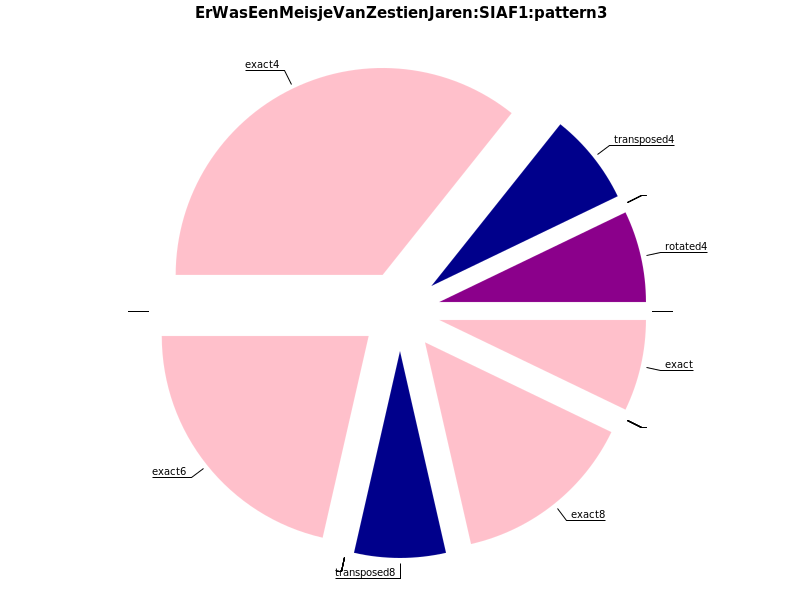 ErWasEenMeisjeVanZestienJaren:SIAF1:pattern3
exact4
transposed4
rotated4
exact
exact6
exact8
transposed8